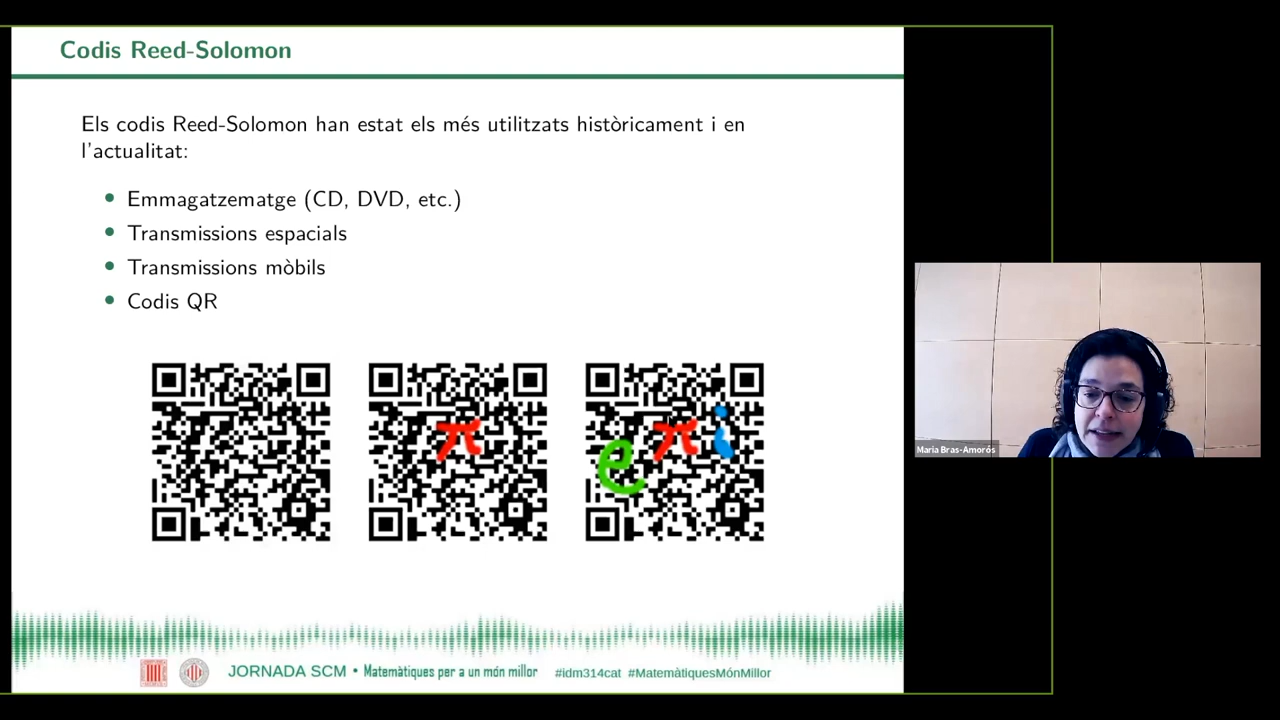 Codis Reed-Solomon
Els codis Reed-Solomon han estat els més utilitzats històricament i en
l'actualitat:
Emmagatzematge (CD, DVD, etc.)
Transmissions espacials
Transmissions mòbils
Codis QR
π
e π i
Maria Bras-Amorós
JORNADA SCM • Matemàtiques per a un món millor #idm314cat #MatemàtiquesMónMillor